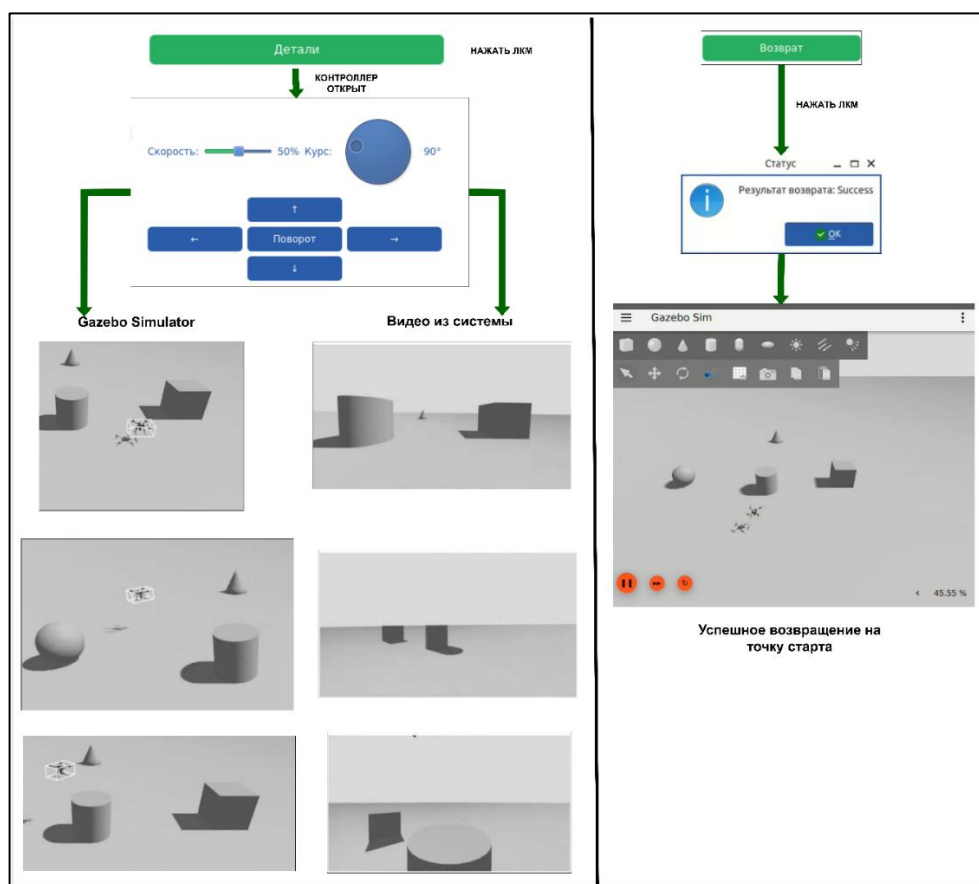 Детали
НАЖАТЬ ЛКМ
КОНТРОЛЛЕР
ОТКРЫТ
Скорость: 50% Курс: 90°
↑
← Поворот →
↓
Gazebo Simulator
Видео из системы
Возврат
НАЖАТЬ ЛКМ
Статус
Результат возврата: Success
OK
Gazebo Sim
45.55 %
Успешное возвращение на
точку старта